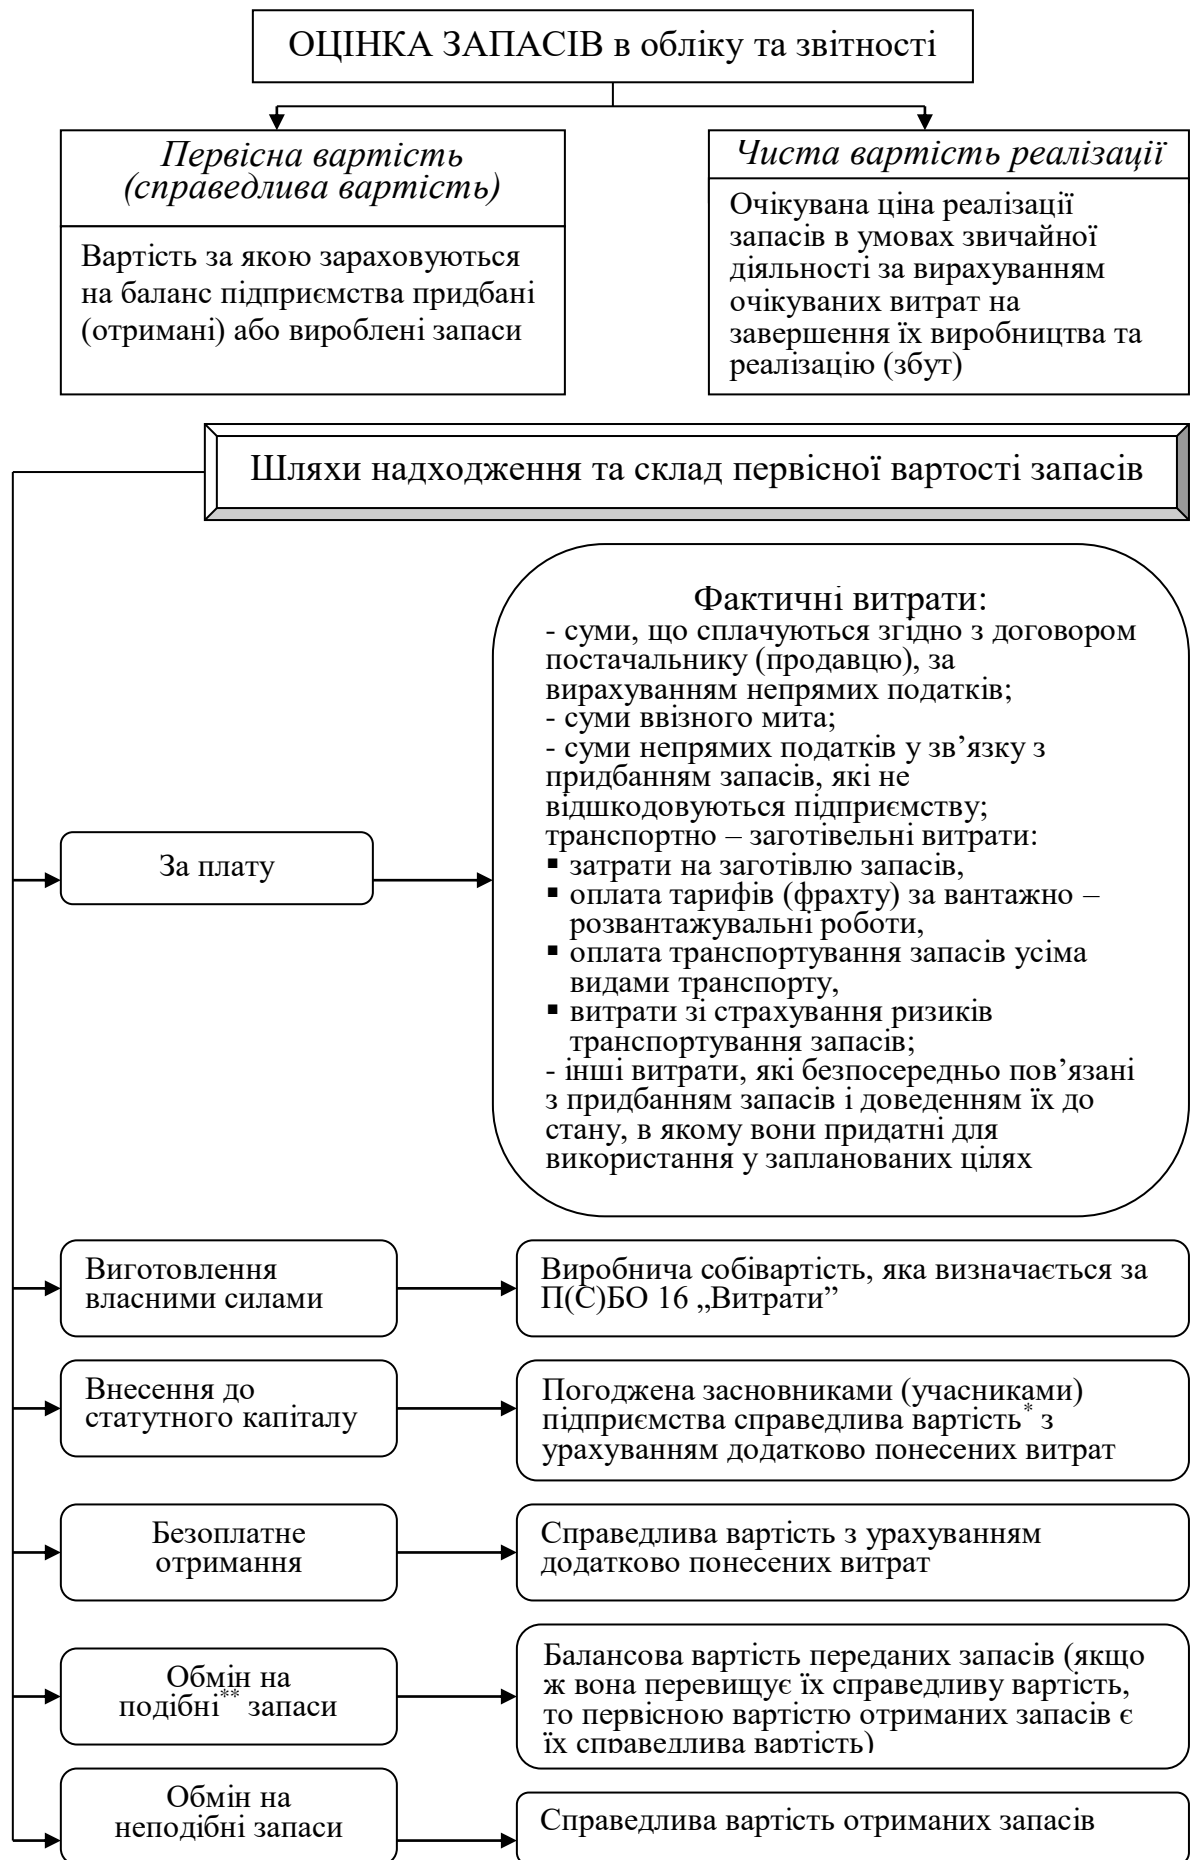 ОЦІНКА ЗАПАСІВ в обліку та звітності
Первісна вартість
(справедлива вартість)
Вартість за якою зараховуються
на баланс підприємства придбані
(отримані) або вироблені запаси
Чиста вартість реалізації
Очікувана ціна реалізації
запасів в умовах звичайної
діяльності за вирахуванням
очікуваних витрат на
завершення їх виробництва та
реалізацію (збут)
Шляхи надходження та склад первісної вартості запасів
За плату
Фактичні витрати:
- суми, що сплачуються згідно з договором
постачальнику (продавцю), за
вирахуванням непрямих податків;
- суми ввізного мита;
- суми непрямих податків у зв’язку з
придбанням запасів, які не
відшкодовуються підприємству;
транспортно – заготівельні витрати:
▪ затрати на заготівлю запасів,
▪ оплата тарифів (фрахту) за вантажно –
розвантажувальні роботи,
▪ оплата транспортування запасів усіма
видами транспорту,
▪ витрати зі страхування ризиків
транспортування запасів;
- інші витрати, які безпосередньо пов’язані
з придбанням запасів і доведенням їх до
стану, в якому вони придатні для
використання у запланованих цілях
Виготовлення
власними силами
Виробнича собівартість, яка визначається за
П(С)БО 16 „Витрати”
Внесення до
статутного капіталу
Погоджена засновниками (учасниками)
підприємства справедлива вартість* з
урахуванням додатково понесених витрат
Безоплатне
отримання
Справедлива вартість з урахуванням
додатково понесених витрат
Обмін на
подібні** запаси
Балансова вартість переданих запасів (якщо
ж вона перевищує їх справедливу вартість,
то первісною вартістю отриманих запасів є
їх справедлива вартість)
Обмін на
неподібні запаси
Справедлива вартість отриманих запасів